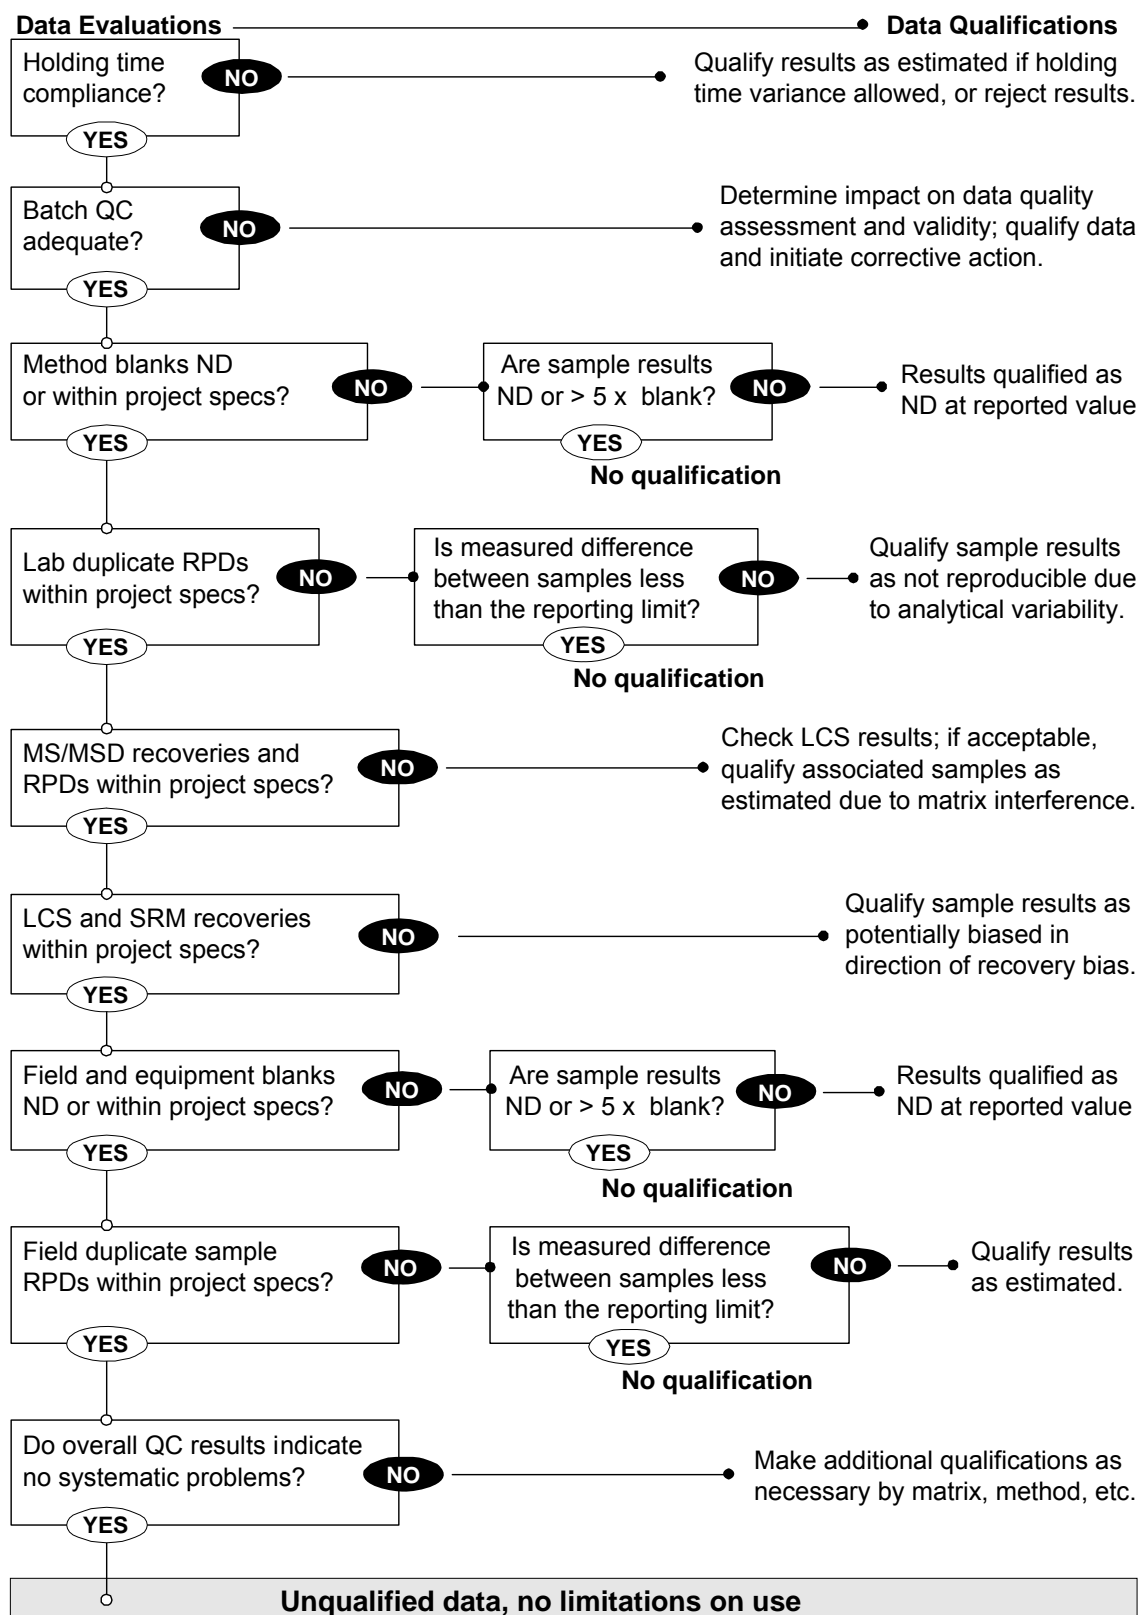 Data Evaluations
Data Qualifications
Holding time
compliance?
NO
Qualify results as estimated if holding
time variance allowed, or reject results.
YES
Batch QC
adequate?
NO
Determine impact on data quality
assessment and validity; qualify data
and initiate corrective action.
YES
Method blanks ND
or within project specs?
NO
Are sample results
ND or > 5 x blank?
NO
Results qualified as
ND at reported value
YES
YES
No qualification
Lab duplicate RPDs
within project specs?
NO
Is measured difference
between samples less
than the reporting limit?
NO
Qualify sample results
as not reproducible due
to analytical variability.
YES
YES
No qualification
MS/MSD recoveries and
RPDs within project specs?
NO
Check LCS results; if acceptable,
qualify associated samples as
estimated due to matrix interference.
YES
LCS and SRM recoveries
within project specs?
NO
Qualify sample results as
potentially biased in
direction of recovery bias.
YES
Field and equipment blanks
ND or within project specs?
NO
Are sample results
ND or > 5 x blank?
NO
Results qualified as
ND at reported value
YES
YES
No qualification
Field duplicate sample
RPDs within project specs?
NO
Is measured difference
between samples less
than the reporting limit?
NO
Qualify results
as estimated.
YES
YES
No qualification
Do overall QC results indicate
no systematic problems?
NO
Make additional qualifications as
necessary by matrix, method, etc.
YES
Unqualified data, no limitations on use